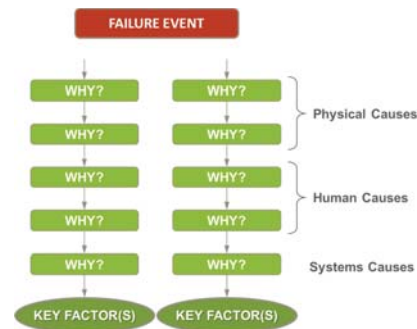 FAILURE EVENT
WHY? WHY?
Physical Causes
WHY? WHY?
WHY? WHY?
Human Causes
WHY? WHY?
WHY? WHY? Systems Causes
KEY FACTOR(S) KEY FACTOR(S)